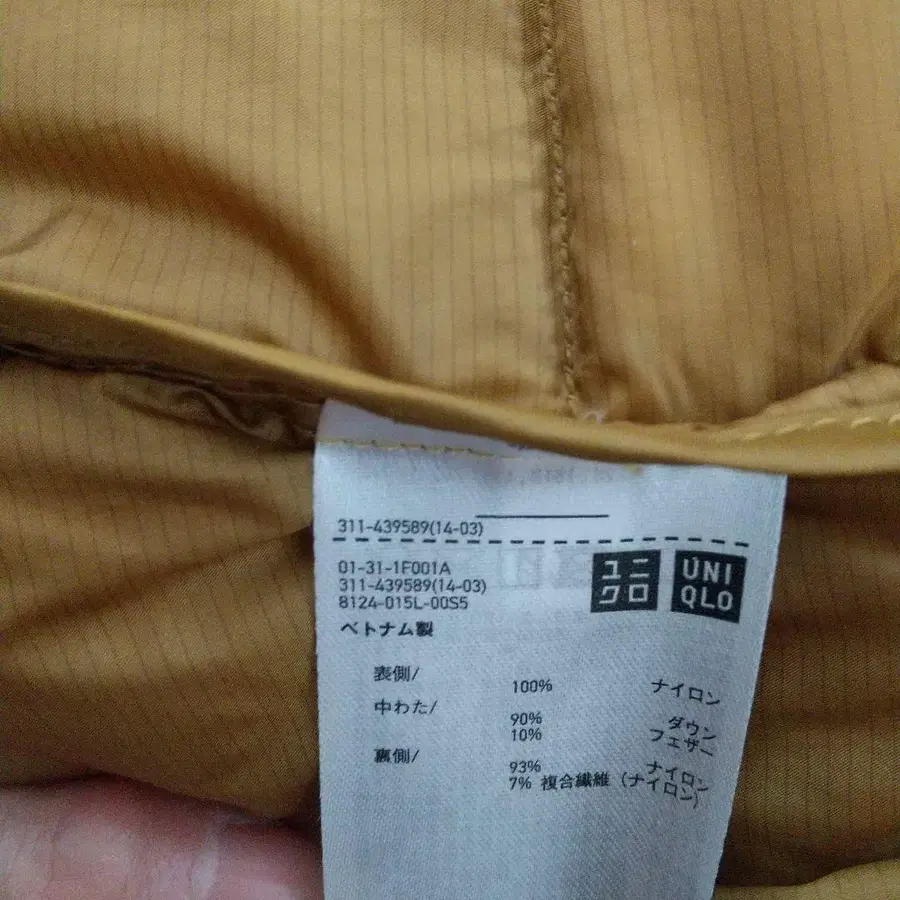 311-439589(14-03)
01-31-1F001A
311-439589(14-03)
8124-015L-00S5
ユニ
クロ
UNI
QLO
ベトナム製
表側/
100% ナイロン
中わた/
90% ダウン
10% フェザー
裏側/
93% ナイロン
7% 複合繊維（ナイロン）